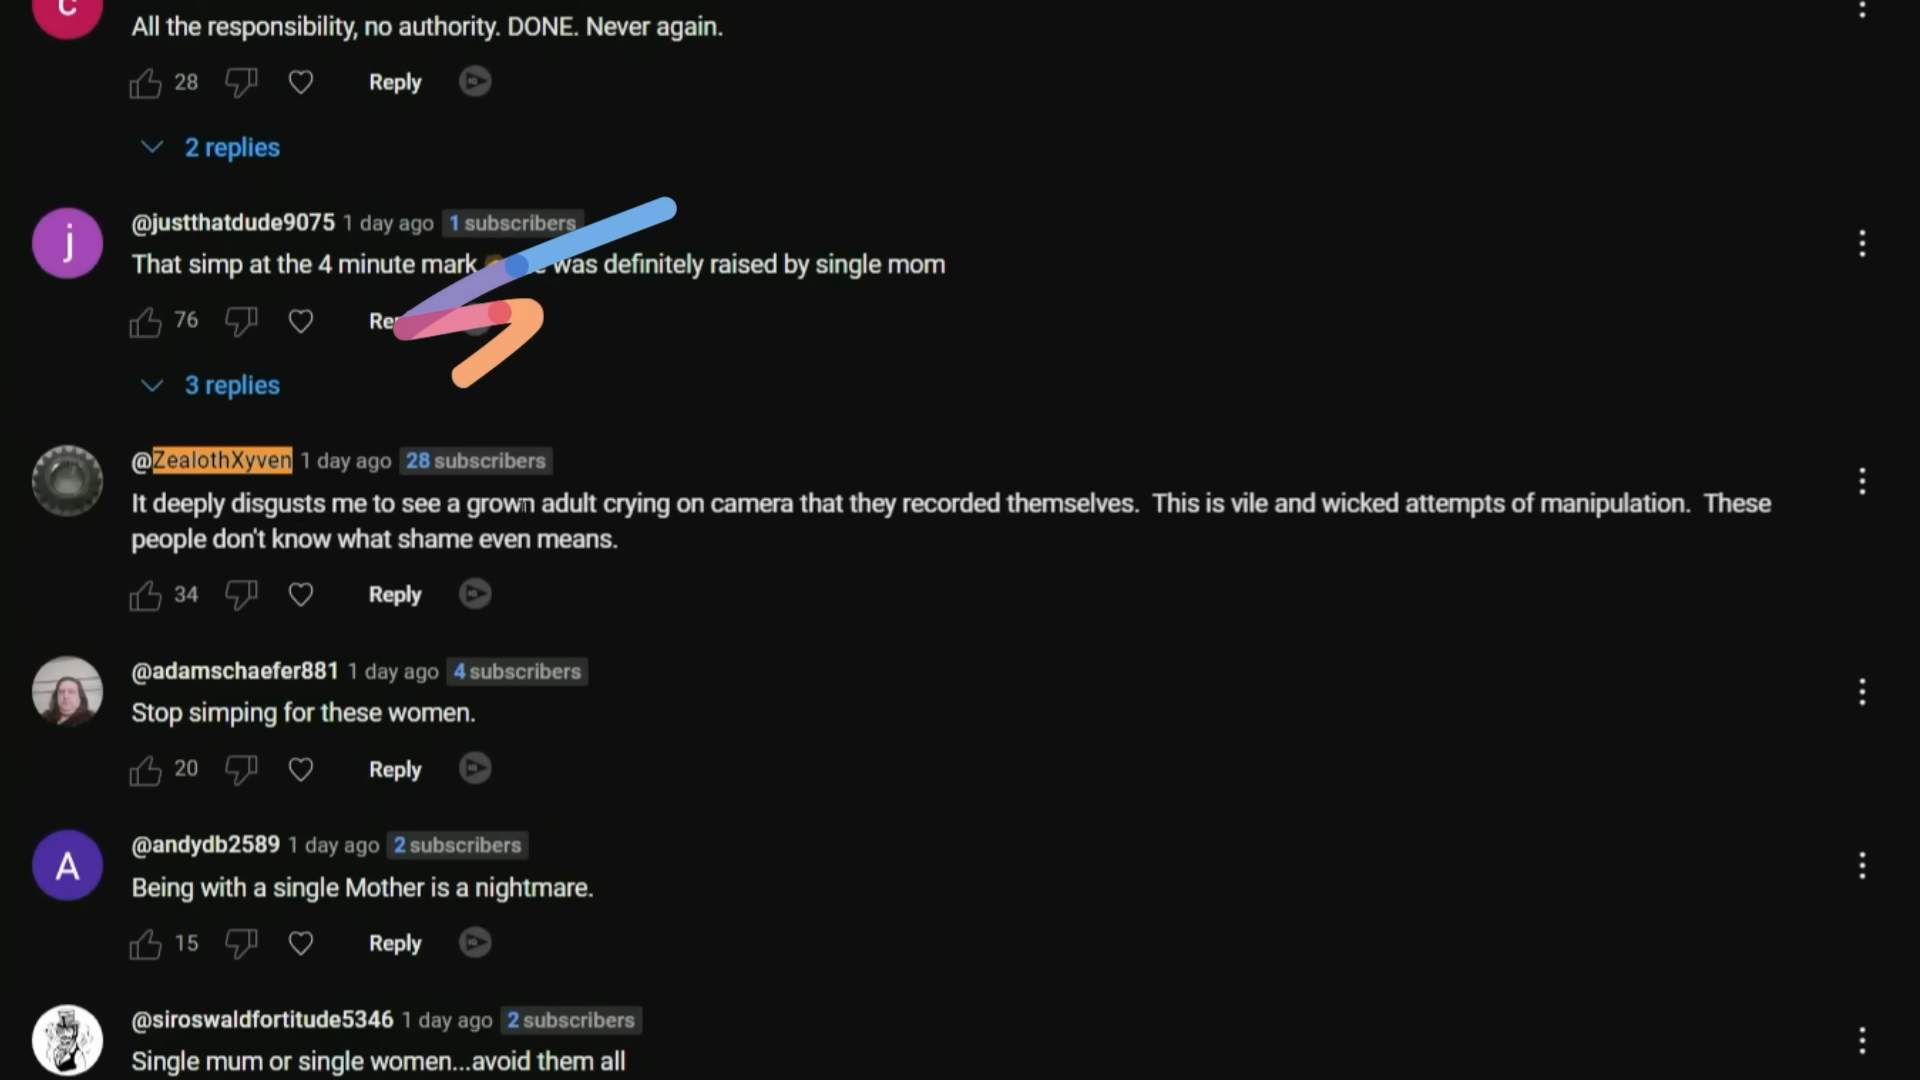 C
All the responsibility, no authority. DONE. Never again.
28 Reply
2 replies
j
@justthatdude9075 1 day ago 1 subscribers
That simp at the 4 minute mark was definitely raised by single mom
76
3 replies
@ZealothXyven 1 day ago 28 subscribers
It deeply disgusts me to see a grown adult crying on camera that they recorded themselves. This is vile and wicked attempts of manipulation. These
people don't know what shame even means.
34 Reply
@adamschaefer881 1 day ago 4 subscribers
Stop simping for these women.
20 Reply
A
@andydb2589 1 day ago 2 subscribers
Being with a single Mother is a nightmare.
15 Reply
@siroswaldfortitude5346 1 day ago 2 subscribers
Single mum or single women...avoid them all